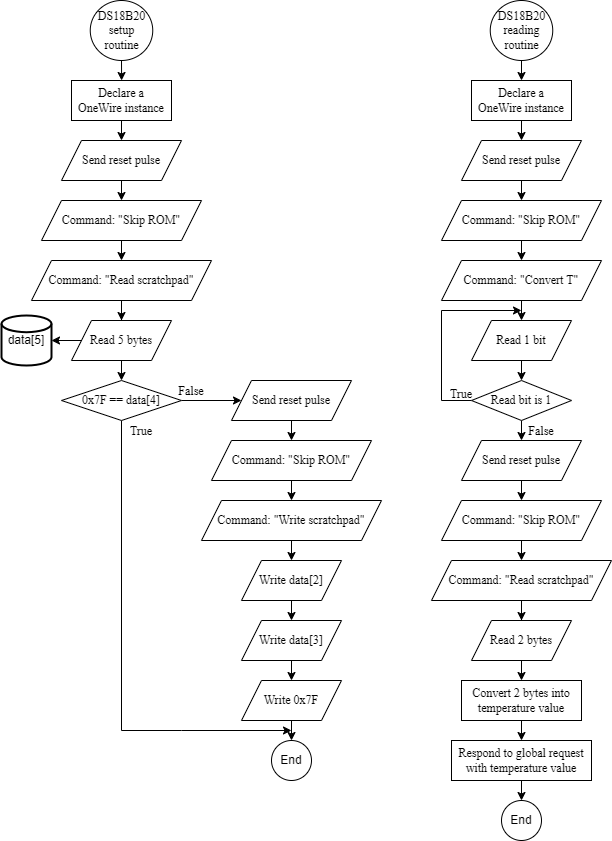 DS18B20
setup
routine
Declare a
OneWire instance
Send reset pulse
Command: "Skip ROM"
Command: "Read scratchpad"
Read 5 bytes
data[5]
0x7F == data[4]
False
True
Send reset pulse
Command: "Skip ROM"
Command: "Write scratchpad"
Write data[2]
Write data[3]
Write 0x7F
End
DS18B20
reading
routine
Declare a
OneWire instance
Send reset pulse
Command: "Skip ROM"
Command: "Convert T"
Read 1 bit
Read bit is 1
True
False
Send reset pulse
Command: "Skip ROM"
Command: "Read scratchpad"
Read 2 bytes
Convert 2 bytes into
temperature value
Respond to global request
with temperature value
End